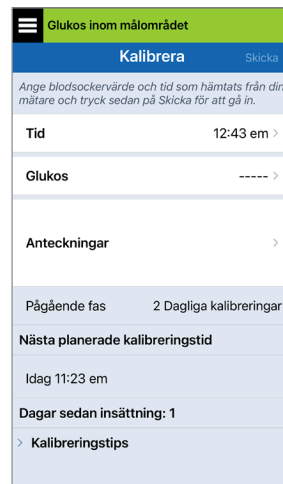 Glukos inom målområdet
Kalibrera Skicka
Ange blodsockervärde och tid som hämtats från din
mätare och tryck sedan på Skicka för att gå in.
Tid 12:43 em
Glukos -----
Anteckningar
Pågående fas 2 Dagliga kalibreringar
Nästa planerade kalibreringstid
Idag 11:23 em
Dagar sedan insättning: 1
Kalibreringstips